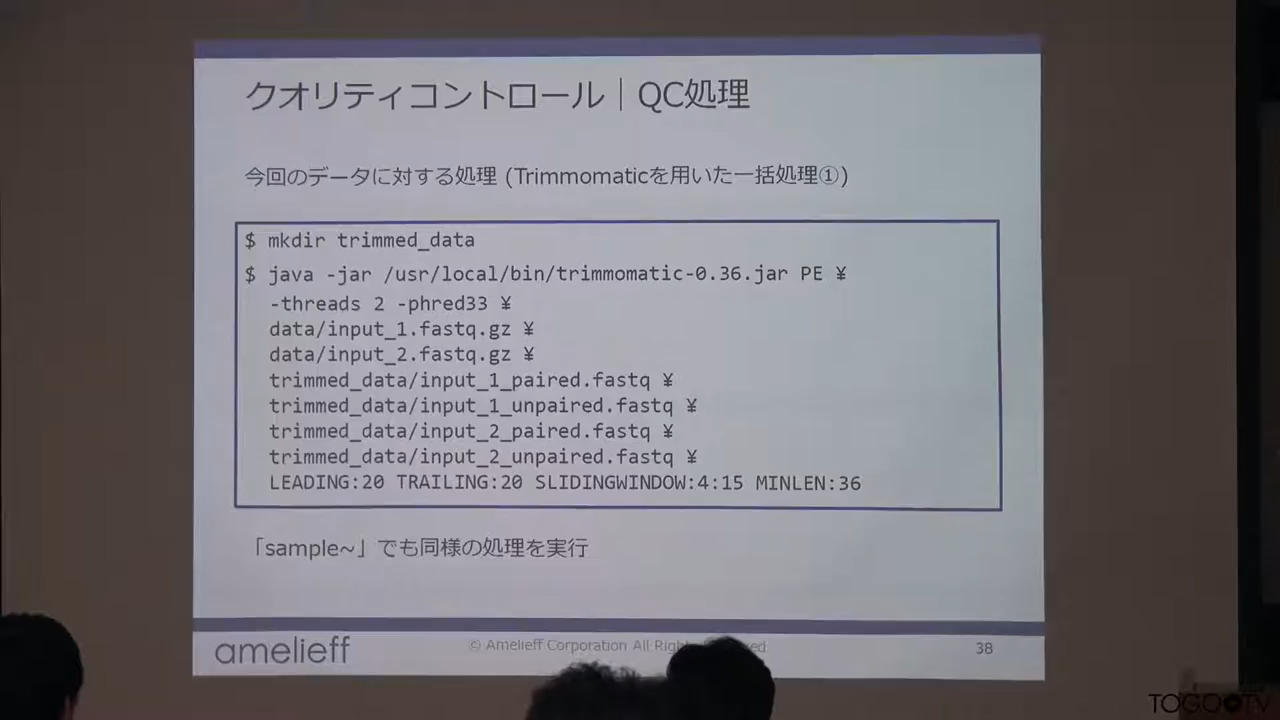 クオリティコントロール｜QC処理
今回のデータに対する処理 (Trimmomaticを用いた一括処理①)
$ mkdir trimmed_data
$ java -jar /usr/local/bin/trimmomatic-0.36.jar PE ¥
-threads 2 -phred33 ¥
data/input_1.fastq.gz ¥
data/input_2.fastq.gz ¥
trimmed_data/input_1_paired.fastq ¥
trimmed_data/input_1_unpaired.fastq ¥
trimmed_data/input_2_paired.fastq ¥
trimmed_data/input_2_unpaired.fastq ¥
LEADING:20 TRAILING:20 SLIDINGWINDOW:4:15 MINLEN:36
「sample~」でも同様の処理を実行
amelieff
© Amelieff Corporation All
38
TOGOTV